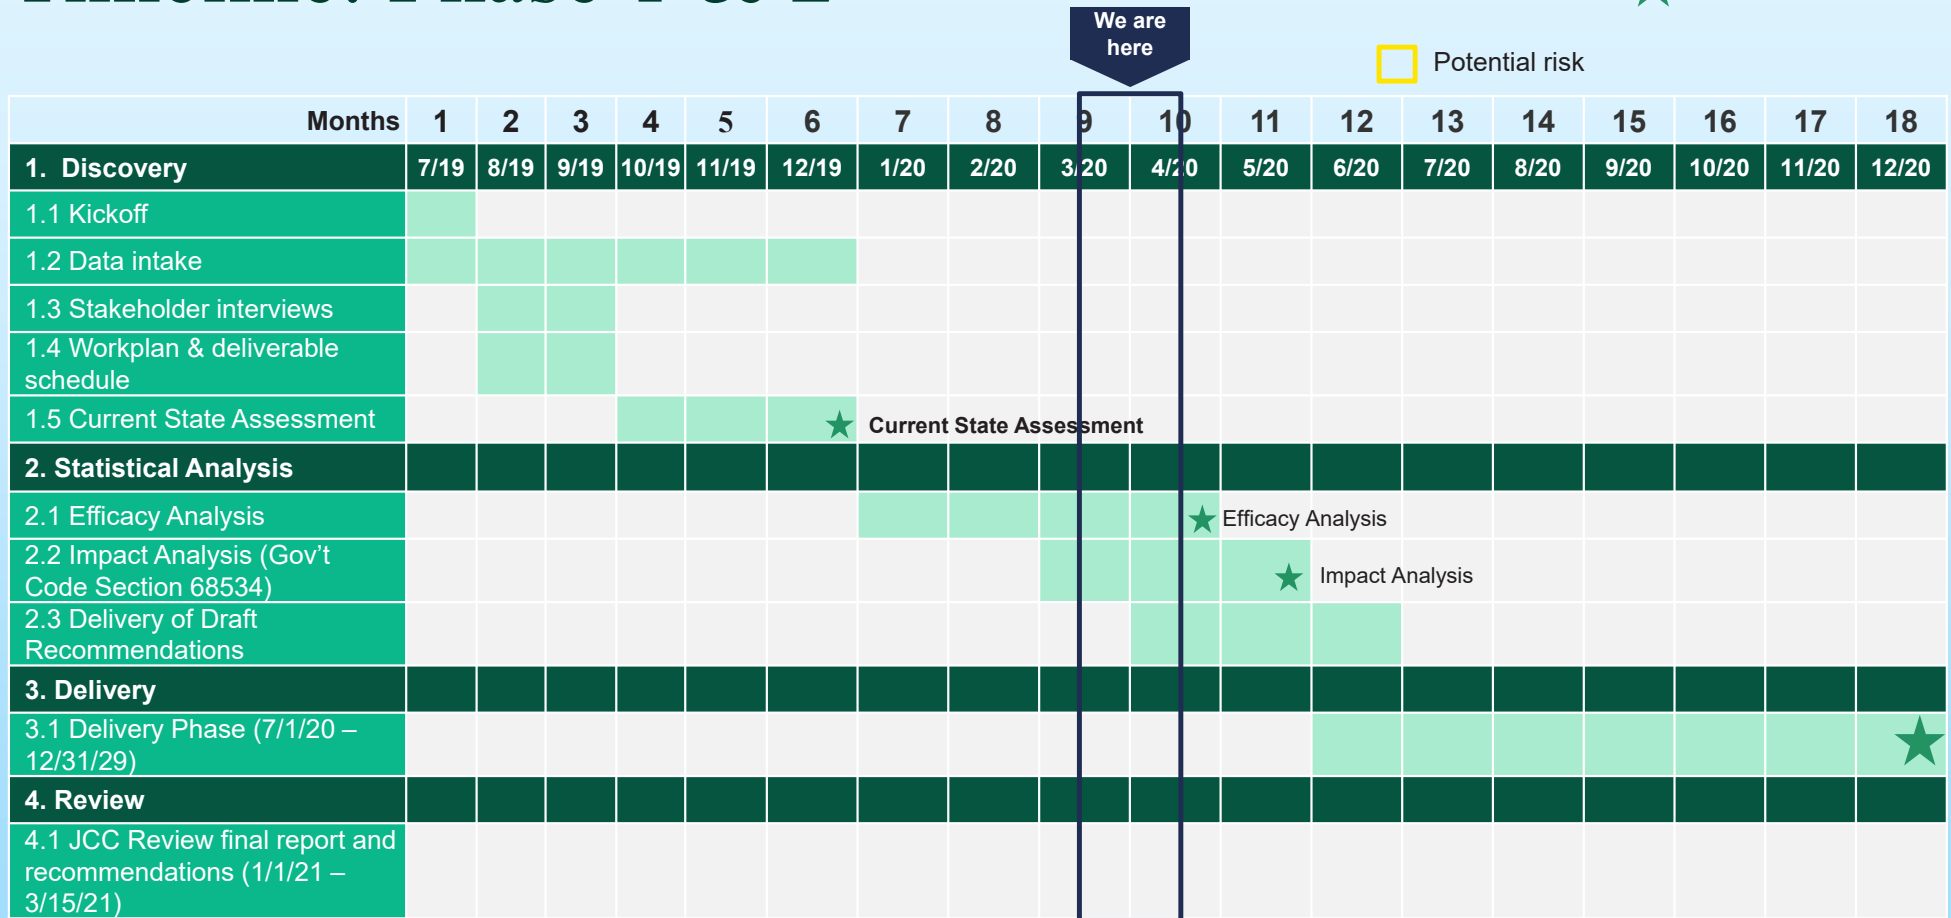 We are
here
Potential risk
Months 1 2 3 4 5 6 7 8 9 10 11 12 13 14 15 16 17 18
1. Discovery 7/19 8/19 9/19 10/19 11/19 12/19 1/20 2/20 3/20 4/20 5/20 6/20 7/20 8/20 9/20 10/20 11/20 12/20
1.1 Kickoff
1.2 Data intake
1.3 Stakeholder interviews
1.4 Workplan & deliverable
schedule
1.5 Current State Assessment Current State Assessment
2. Statistical Analysis
2.1 Efficacy Analysis Efficacy Analysis
2.2 Impact Analysis (Gov’t
Code Section 68534) Impact Analysis
2.3 Delivery of Draft
Recommendations
3. Delivery
3.1 Delivery Phase (7/1/20 –
12/31/29)
4. Review
4.1 JCC Review final report and
recommendations (1/1/21 –
3/15/21)